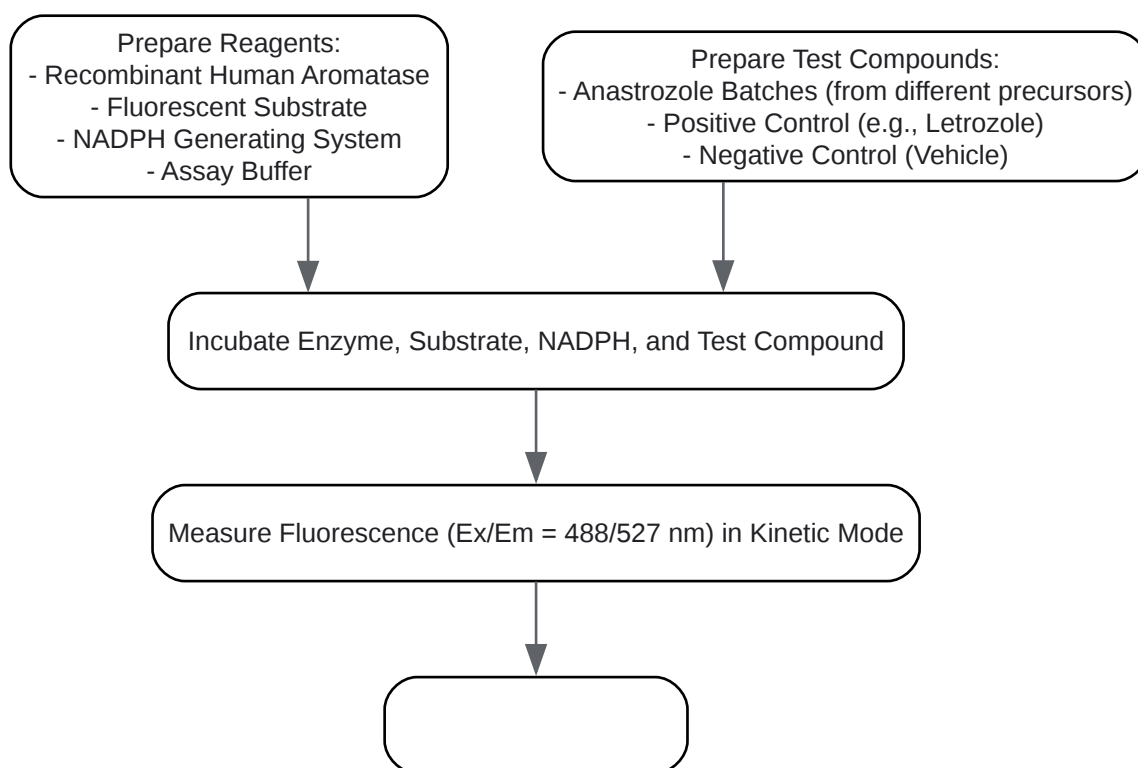 Prepare Reagents:
- Recombinant Human Aromatase
- Fluorescent Substrate
- NADPH Generating System
- Assay Buffer
Prepare Test Compounds:
- Anastrozole Batches (from different precursors)
- Positive Control (e.g., Letrozole)
- Negative Control (Vehicle)
Incubate Enzyme, Substrate, NADPH, and Test Compound
Measure Fluorescence (Ex/Em = 488/527 nm) in Kinetic Mode